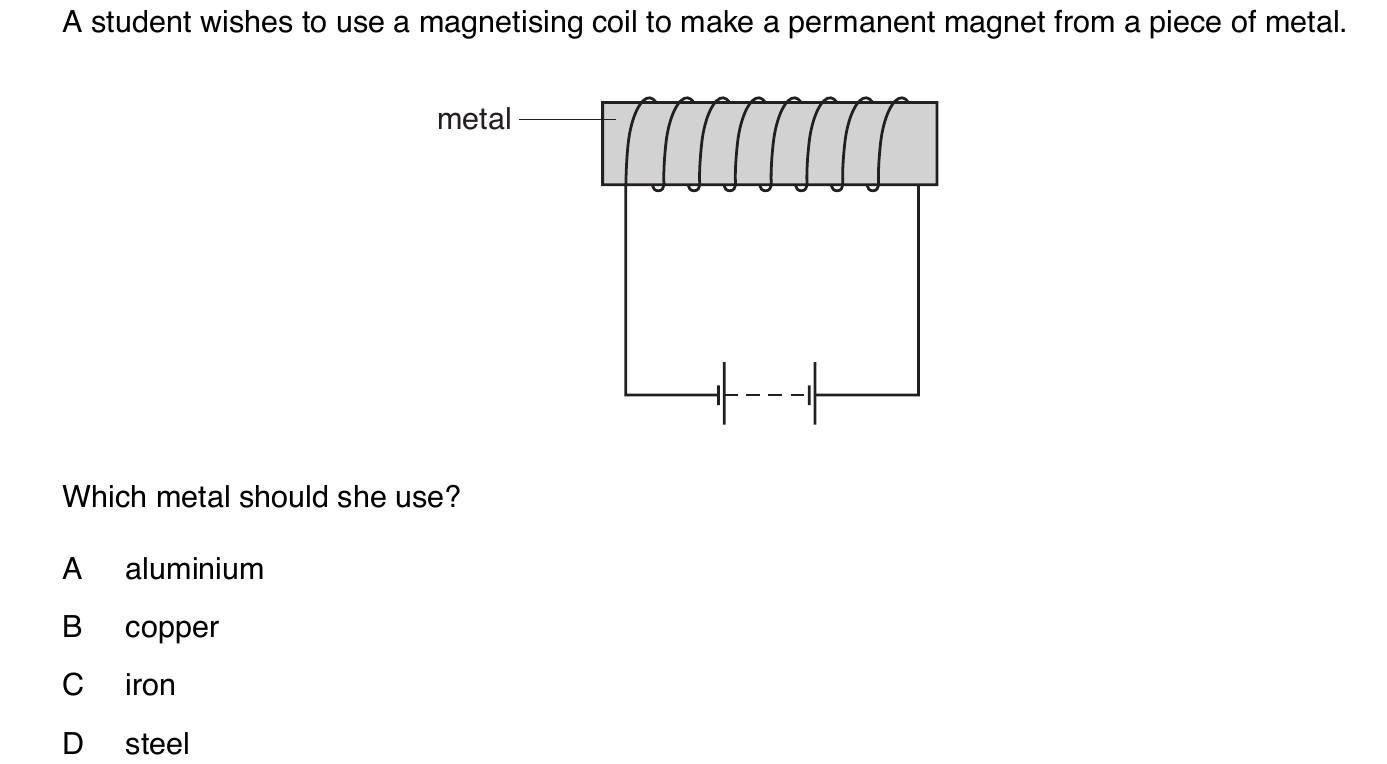 A student wishes to use a magnetising coil to make a permanent magnet from a piece of metal.
metal
Which metal should she use?
A aluminium
B copper
C iron
D steel